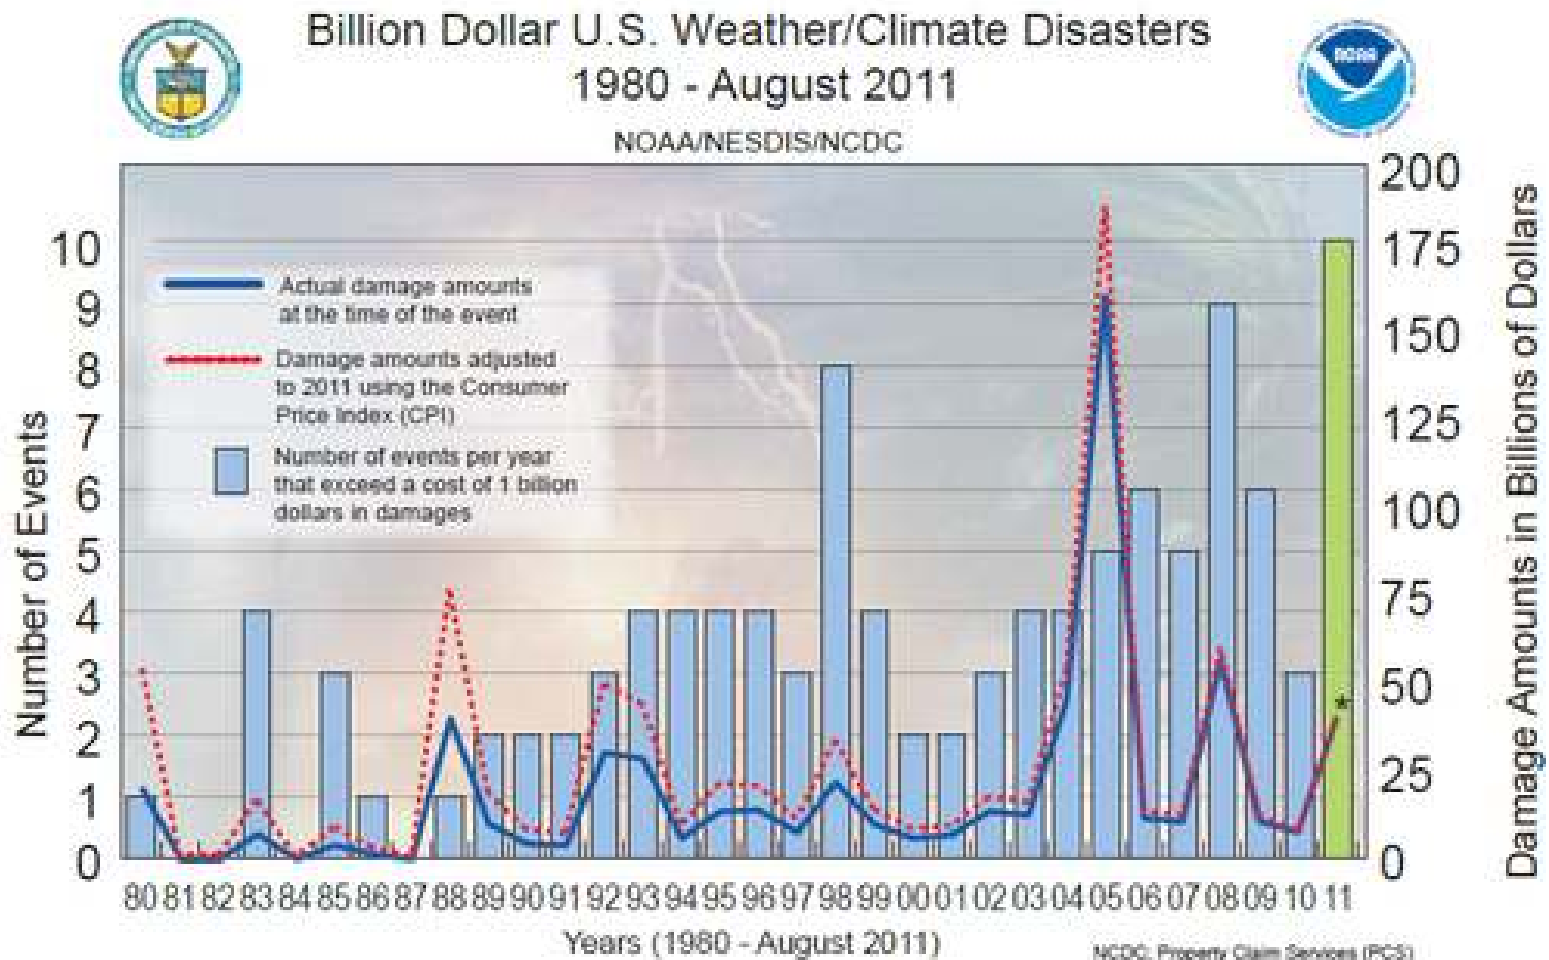 Billion Dollar U.S. Weather/Climate Disasters
1980 - August 2011
NOAA/NESDIS/NCDC
NOAA
Number of Events
10
9
8
7
6
5
4
3
2
1
0
Actual damage amounts
at the time of the event
Damage amounts adjusted
to 2011 using the Consumer
Price Index (CPI)
Number of events per year
that exceed a cost of 1 billion
dollars in damages
*
200
175
150
125
100
75
50
25
0
Damage Amounts in Billions of Dollars
80 81 82 83 84 85 86 87 88 89 90 91 92 93 94 95 96 97 98 99 00 01 02 03 04 05 06 07 08 09 10 11
Years (1980 - August 2011)
NCDC: Property Claim Services (PCS)